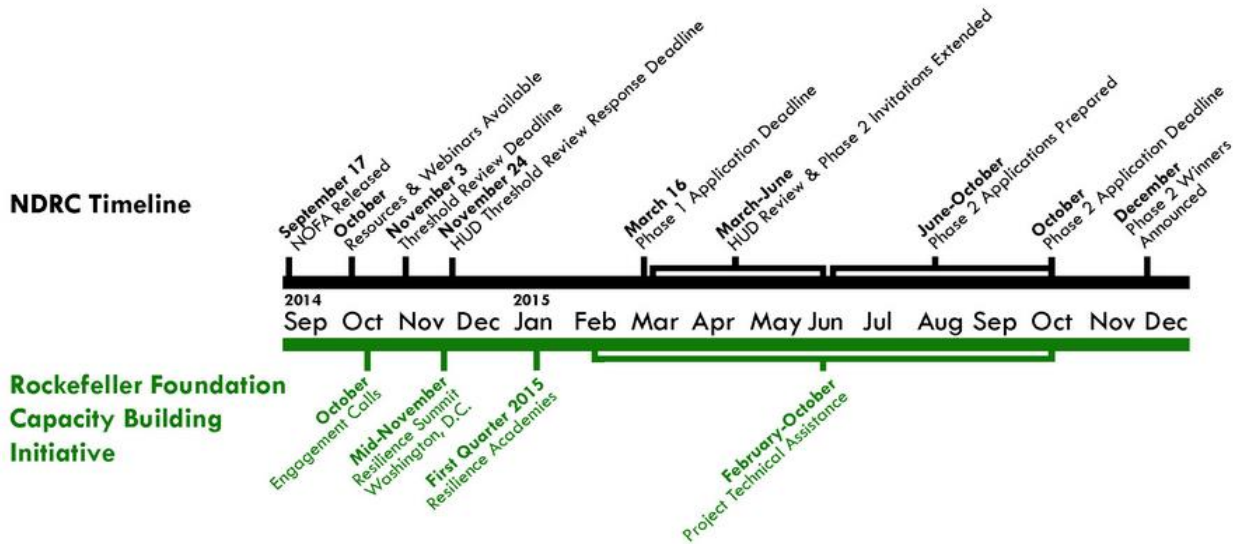 NDRC Timeline
September 17
NOFA Released
October
Resources & Webinars Available
November 3
Threshold Review Deadline
November 24
HUD Threshold Review Response Deadline
March 16
Phase 1 Application Deadline
March-June
HUD Review & Phase 2 Invitations Extended
June-October
Phase 2 Applications Prepared
October
Phase 2 Application Deadline
December
Phase 2 Winners
Announced
2014 2015
Sep Oct Nov Dec Jan Feb Mar Apr May Jun Jul Aug Sep Oct Nov Dec
Rockefeller Foundation
Capacity Building
Initiative
October
Engagement Calls
Mid-November
Resilience Summit
Washington, D.C.
First Quarter 2015
Resilience Academies
February-October
Project Technical Assistance